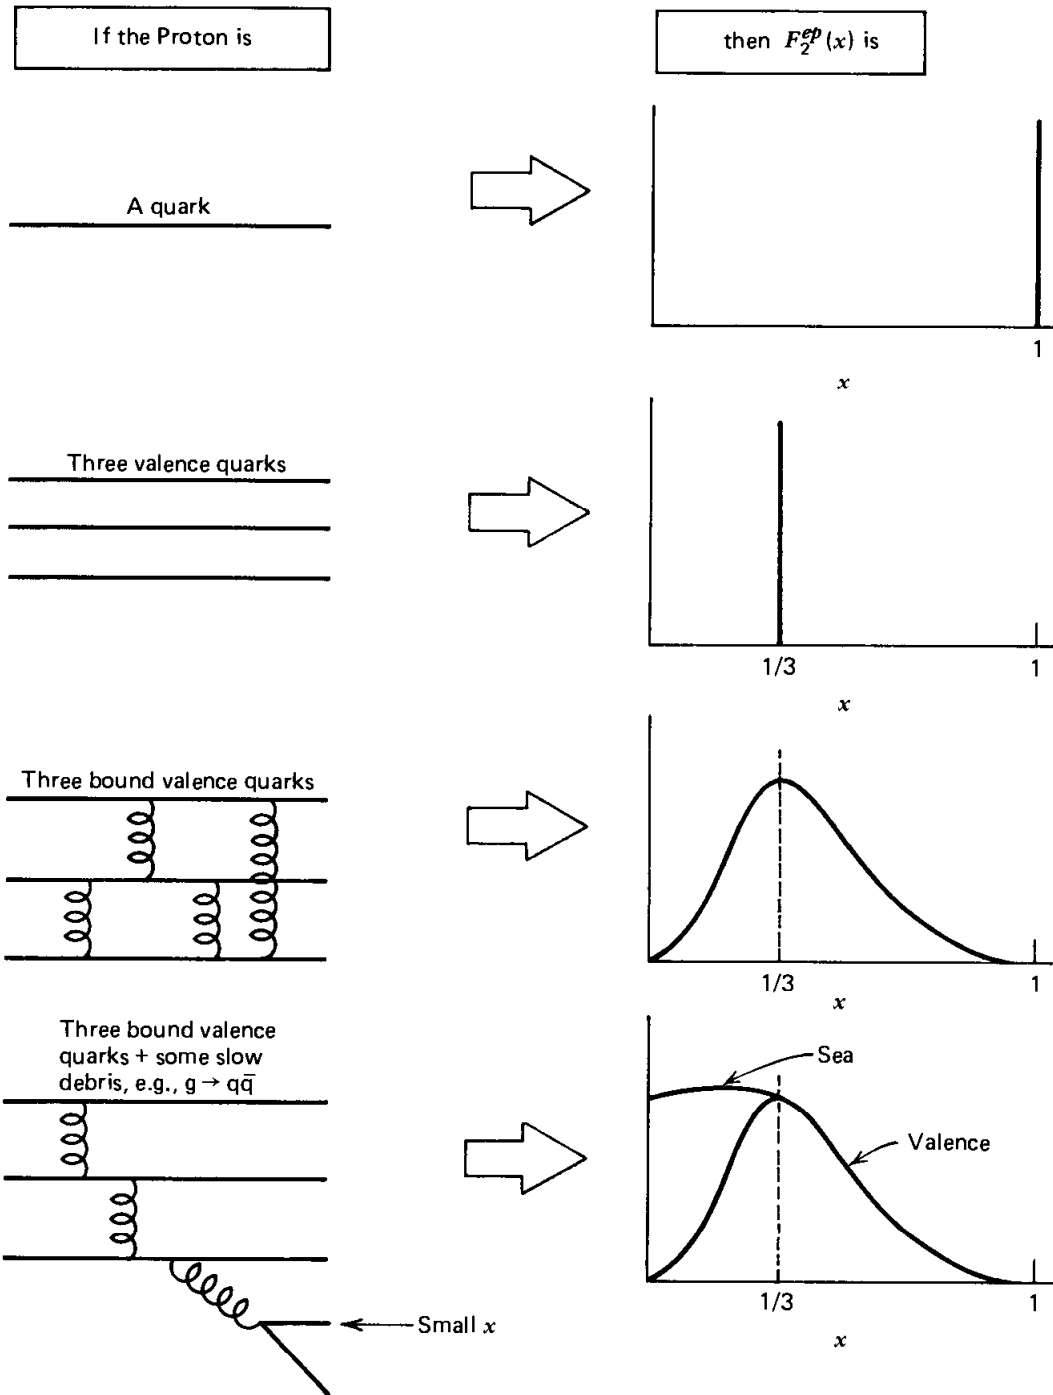 If the Proton is
then F₂ᵉᵖ(x) is
A quark
1
x
Three valence quarks
1/3
1
x
Three bound valence quarks
1/3
1
x
Three bound valence
quarks + some slow
debris, e.g., g → qq̄
Sea
Valence
1/3
1
Small x
x